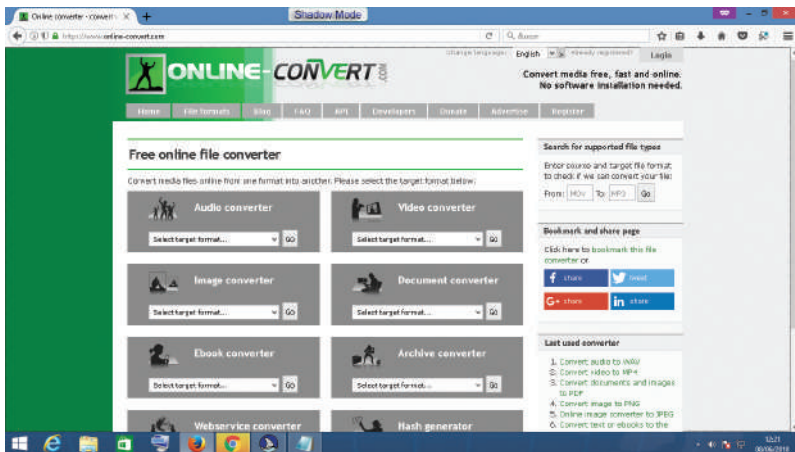 Online converter - convert v
Shadow Mode
https://www.online-convert.com
English
Login
ONLINE-CONVERT
Convert media free, fast and online.
No software installation needed.
Home File formats Blog FAQ API Developers Donate Advertise Register
Free online file converter
Convert media files online from one format into another. Please select the target format below:
Audio converter
Select target format... Go
Video converter
Select target format... Go
Image converter
Select target format... Go
Document converter
Select target format... Go
Ebook converter
Select target format... Go
Archive converter
Select target format... Go
Webservice converter
Hash generator
Search for supported file types
Enter source and target file format
to check if we can convert your file:
From: MOV To: MP3 Go
Bookmark and share page
Click here to bookmark this file
converter or
share tweet
G+ share in share
Last used converter
1. Convert audio to WAV
2. Convert video to MP4
3. Convert documents and images
to PDF
4. Convert image to PNG
5. Online image converter to JPEG
6. Convert text or ebooks to the